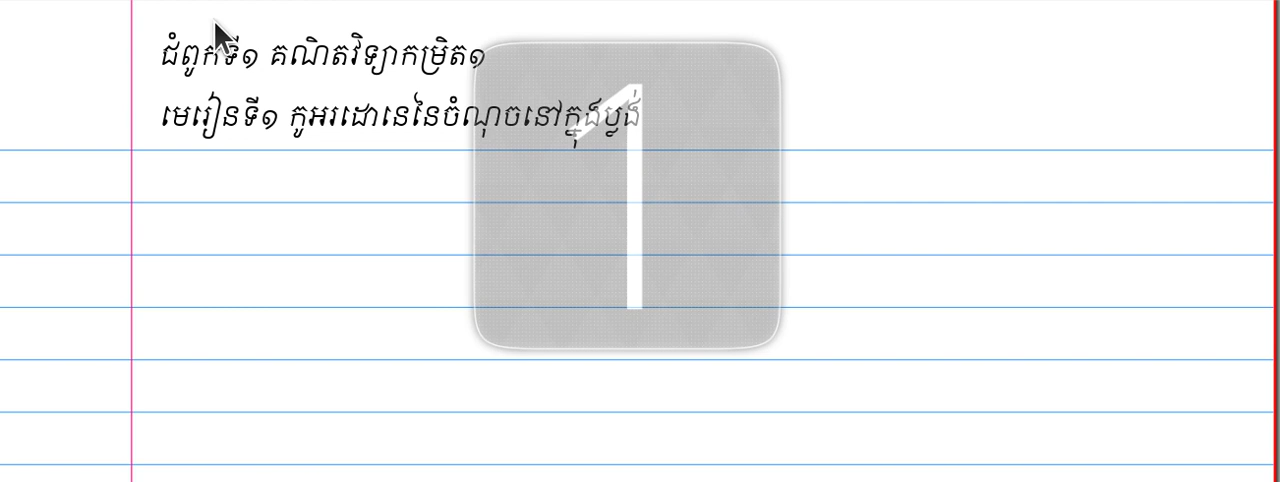 ជំពូកទី១ គណិតវិទ្យាកម្រិត១
មេរៀនទី១ កូអរដោនេនៃចំណុចនៅក្នុងប្លង់
1